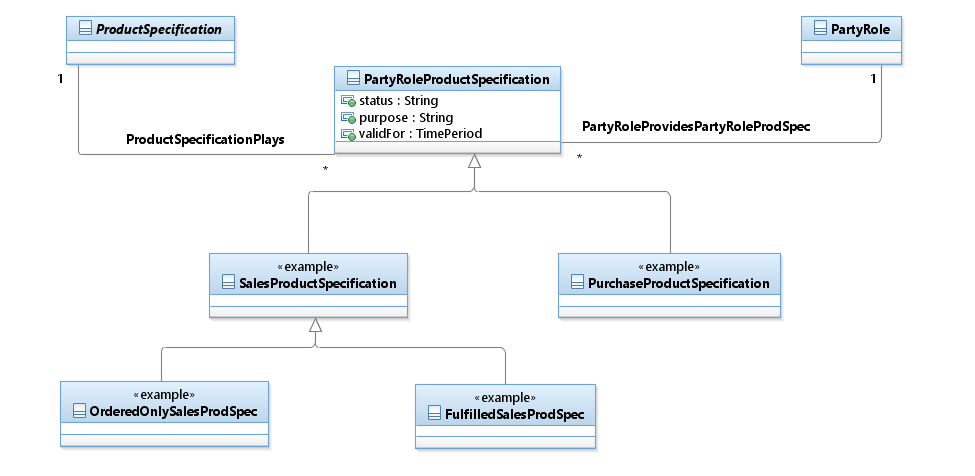 ProductSpecification
PartyRole
1
1
PartyRoleProductSpecification
status : String
purpose : String
validFor : TimePeriod
ProductSpecificationPlays
PartyRoleProvidesPartyRoleProdSpec
*
*
«example»
SalesProductSpecification
«example»
PurchaseProductSpecification
«example»
OrderedOnlySalesProdSpec
«example»
FulfilledSalesProdSpec